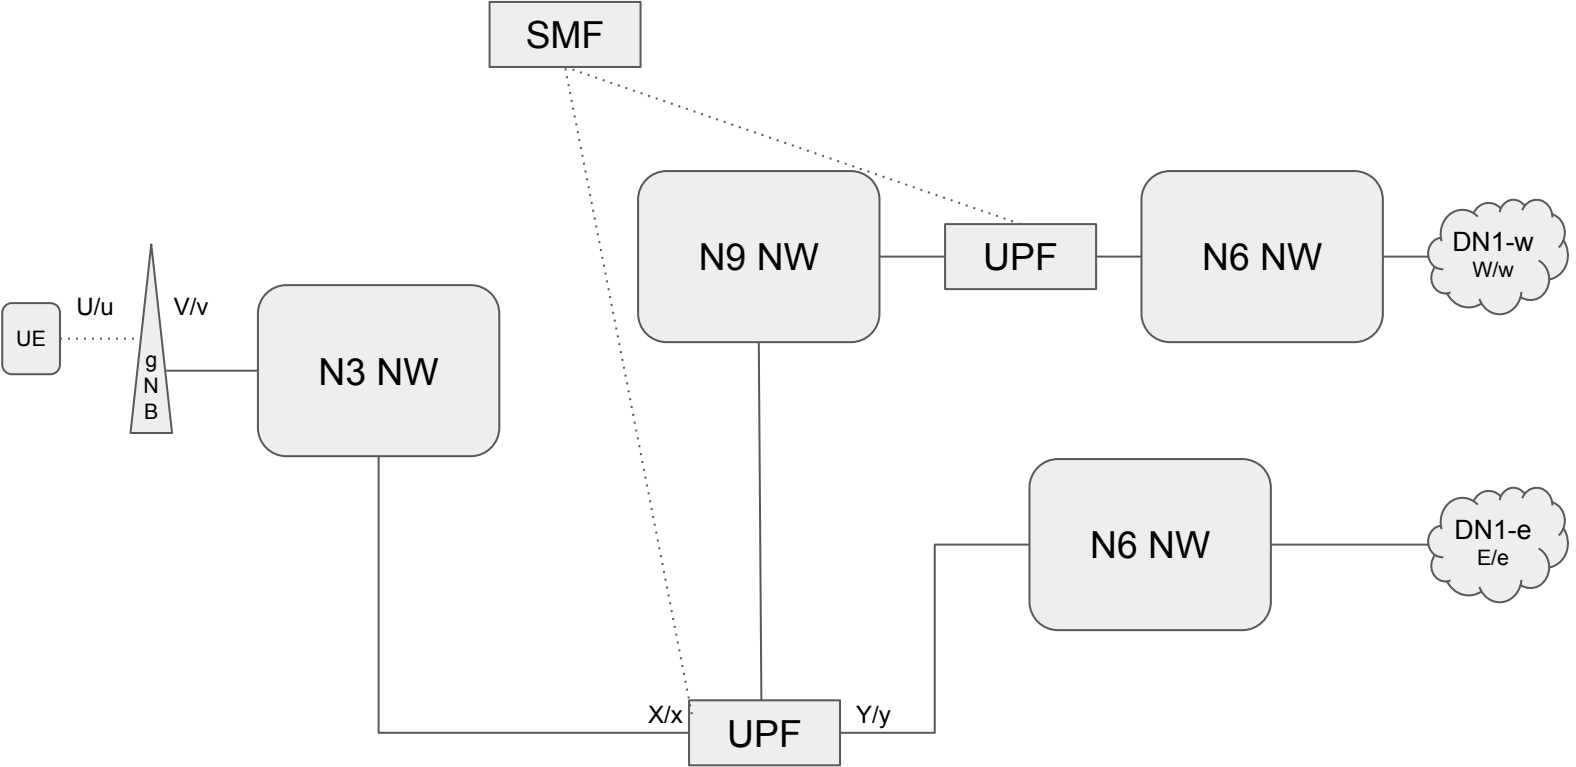 SMF
N9 NW
UPF
N6 NW
DN1-w
W/w
UE
U/u
g
N
B
V/v
N3 NW
N6 NW
DN1-e
E/e
X/x
UPF
Y/y